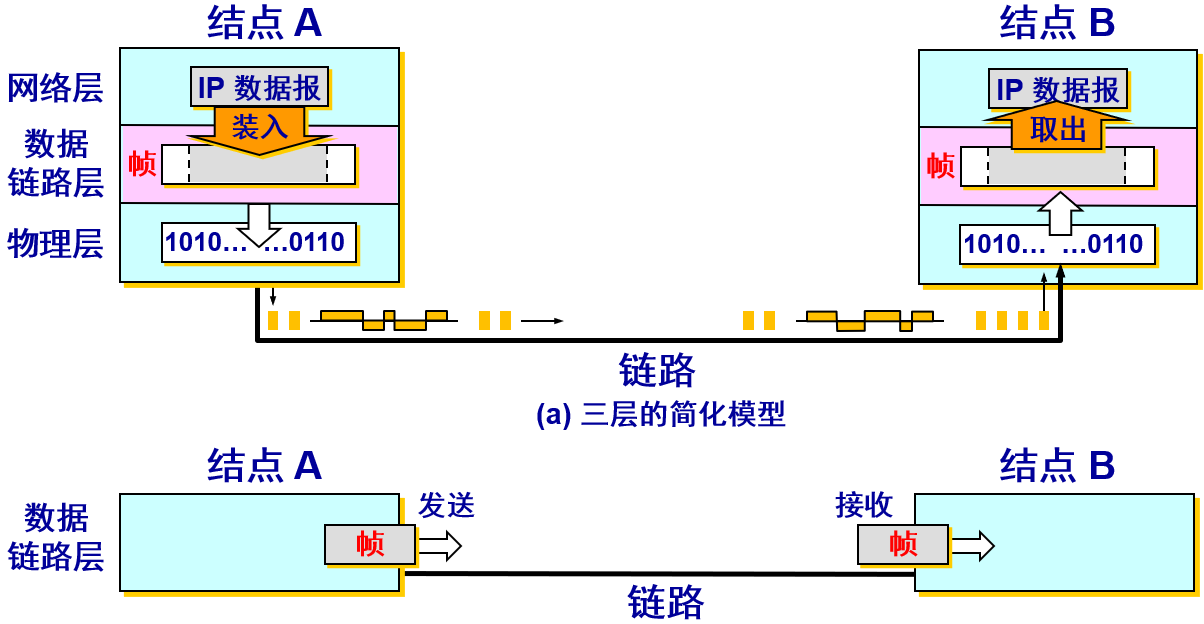 结点 A
结点 B
网络层
IP 数据报
IP 数据报
装入
取出
数据
链路层
帧
帧
物理层
1010… …0110
1010… …0110
链路
(a) 三层的简化模型
结点 A
结点 B
数据
链路层
发送
接收
帧
帧
链路